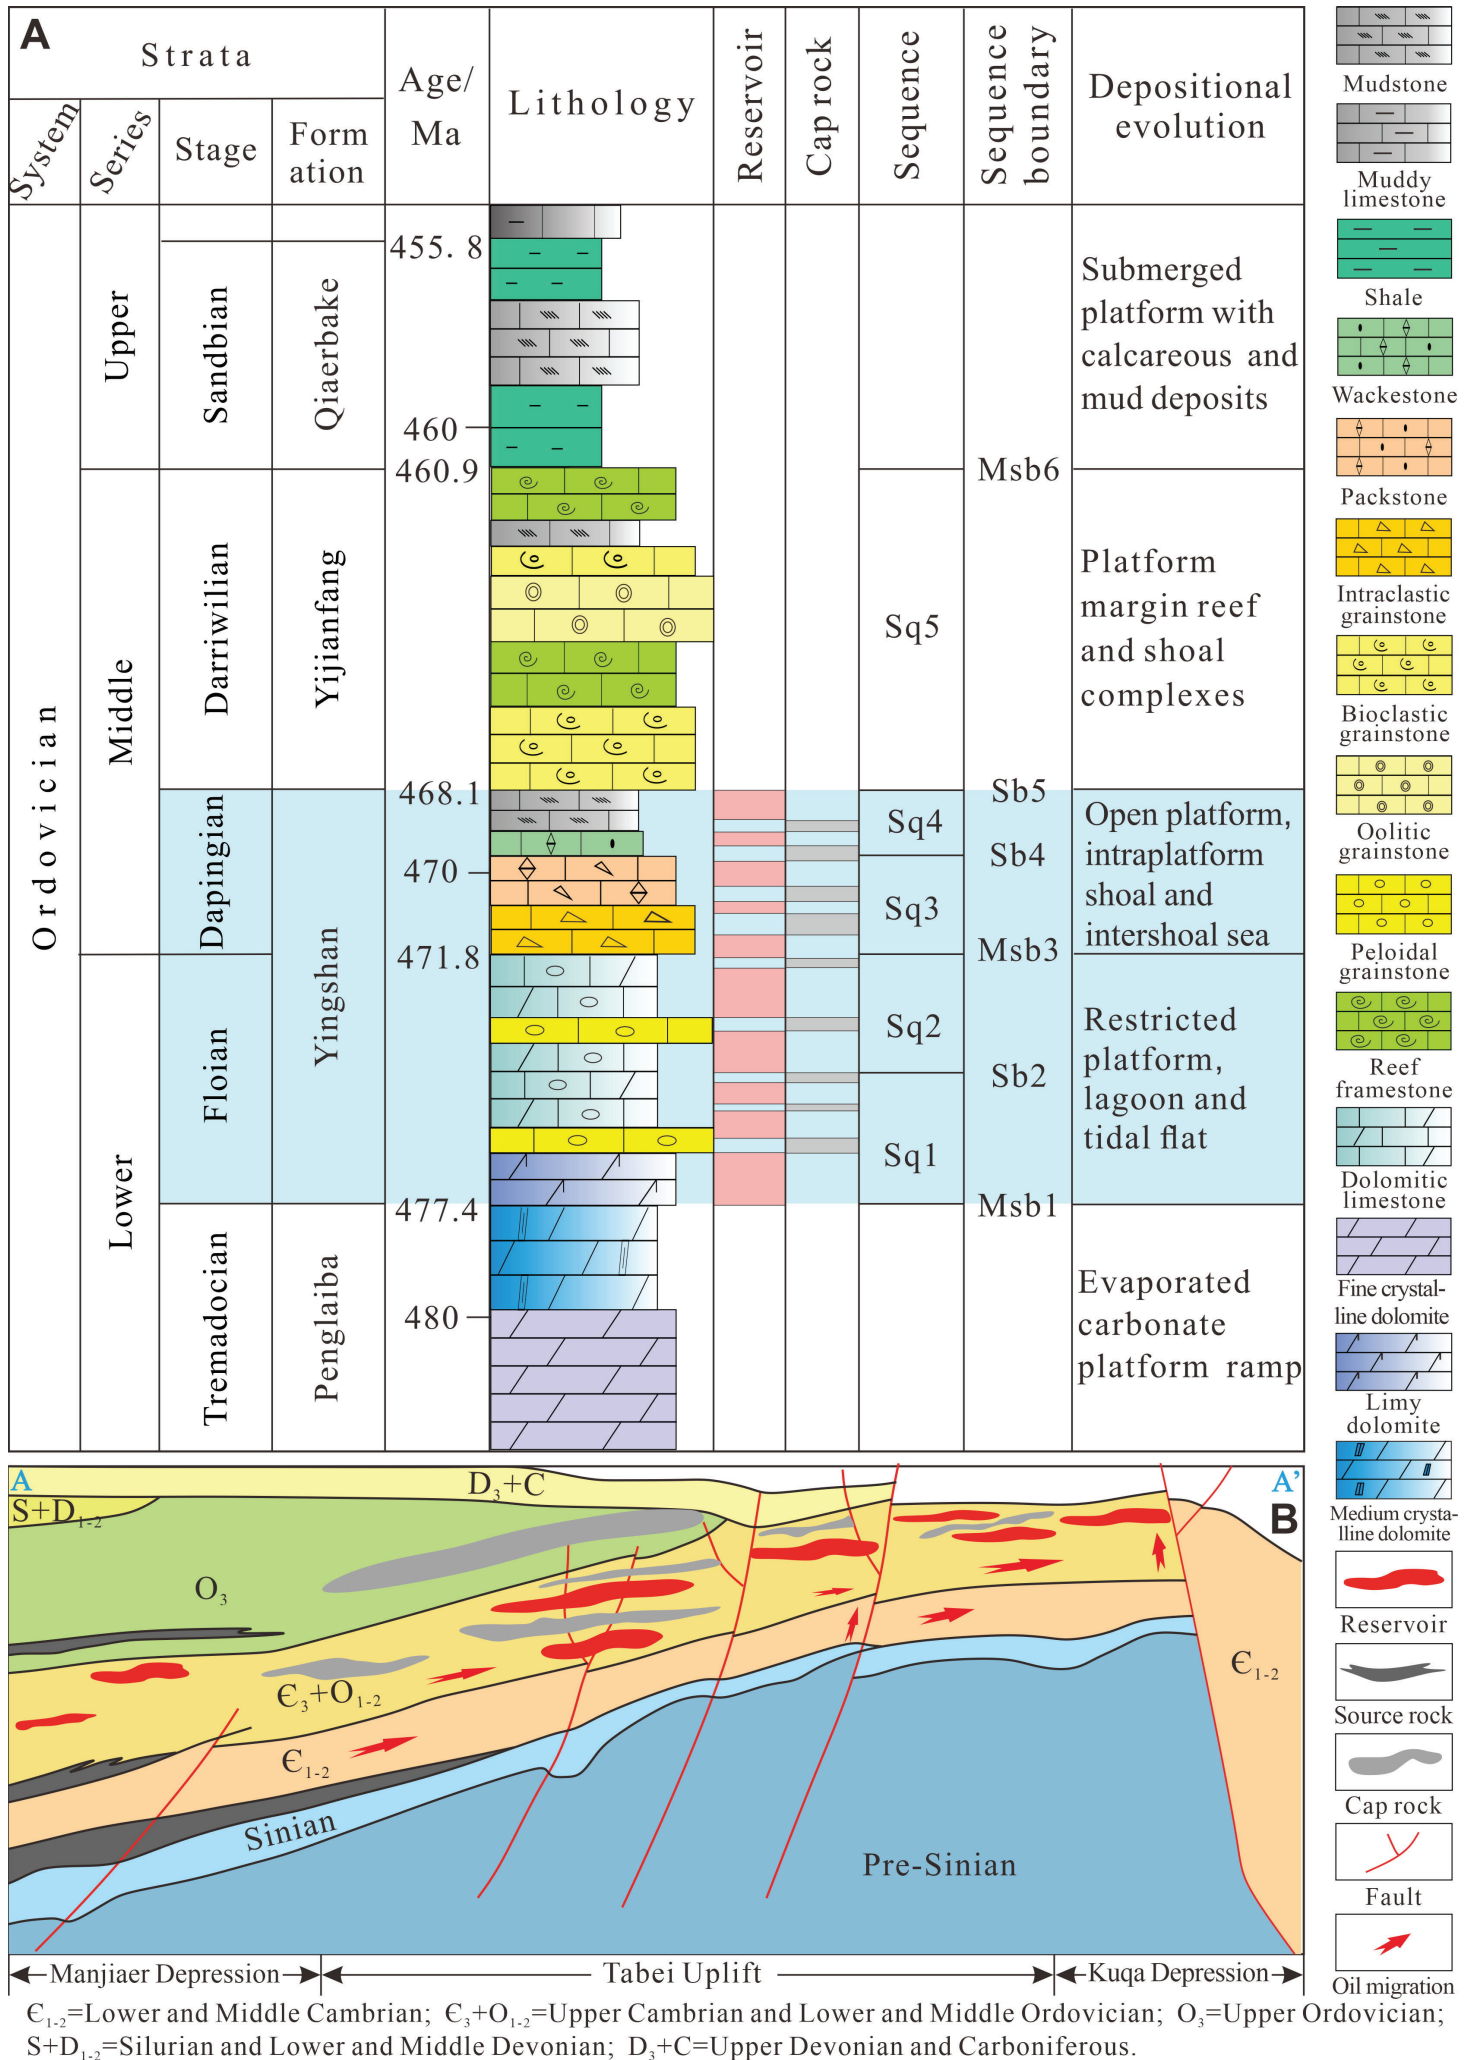 A
Strata
System
Series
Stage
Form
ation
Age/
Ma
Lithology
Reservoir
Cap rock
Sequence
Sequence
boundary
Depositional
evolution
Ordovician
Upper
Middle
Lower
Sandbian
Darriwilian
Dapingian
Floian
Tremadocian
Qiaerbake
Yijianfang
Yingshan
Penglaiba
455. 8
460
460.9
468.1
470
471.8
477.4
480
Sq5
Sq4
Sq3
Sq2
Sq1
Msb6
Sb5
Sb4
Msb3
Sb2
Msb1
Submerged
platform with
calcareous and
mud deposits
Platform
margin reef
and shoal
complexes
Open platform,
intraplatform
shoal and
intershoal sea
Restricted
platform,
lagoon and
tidal flat
Evaporated
carbonate
platform ramp
Mudstone
Muddy
limestone
Shale
Wackestone
Packstone
Intraclastic
grainstone
Bioclastic
grainstone
Oolitic
grainstone
Peloidal
grainstone
Reef
framestone
Dolomitic
limestone
Fine crystal-
line dolomite
Limy
dolomite
Medium crysta-
lline dolomite
Reservoir
Source rock
Cap rock
Fault
Oil migration
A
A'
B
S+D₁₋₂
D₃+C
O₃
Є₃+O₁₋₂
Є₁₋₂
Є₁₋₂
Sinian
Pre-Sinian
Manjiaer Depression
Tabei Uplift
Kuqa Depression
Є₁₋₂=Lower and Middle Cambrian; Є₃+O₁₋₂=Upper Cambrian and Lower and Middle Ordovician; O₃=Upper Ordovician;
S+D₁₋₂=Silurian and Lower and Middle Devonian; D₃+C=Upper Devonian and Carboniferous.